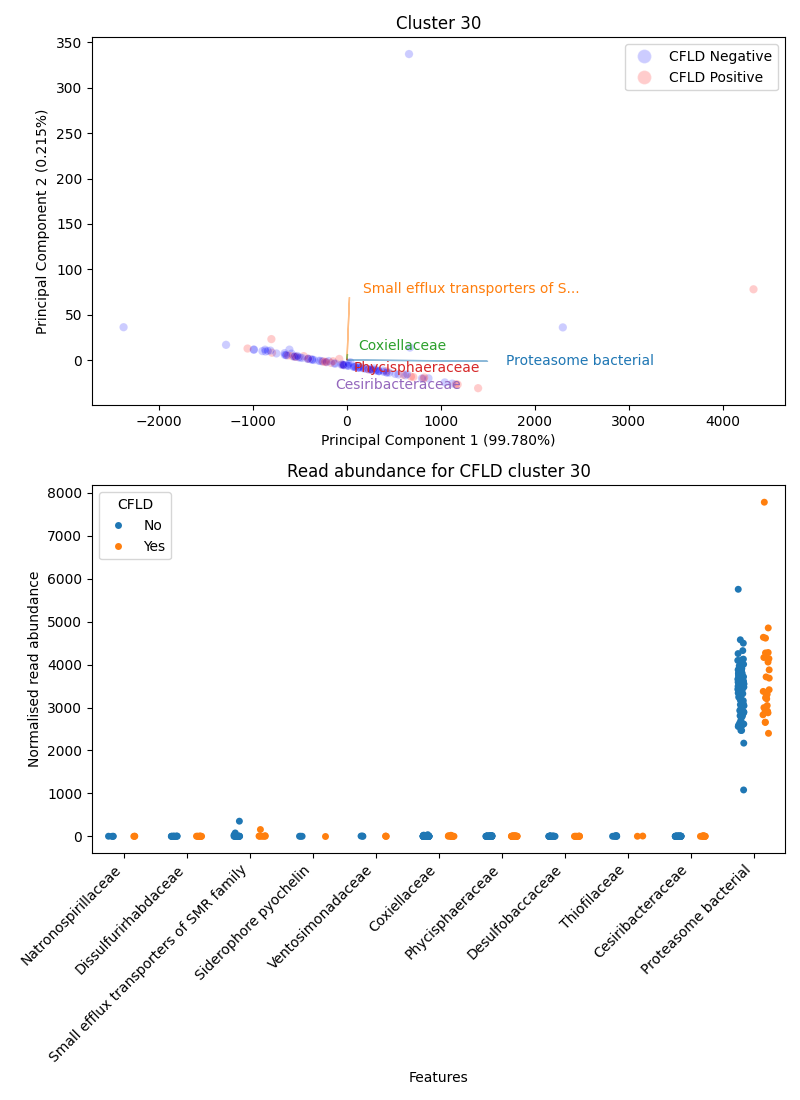 Cluster 30
350
300
250
200
150
100
50
0
Principal Component 2 (0.215%)
CFLD Negative
CFLD Positive
Small efflux transporters of S...
Coxiellaceae
Proteasome bacterial
Phycisphaeraceae
Cesiribacteraceae
−2000
−1000
0
1000
2000
3000
4000
Principal Component 1 (99.780%)
Read abundance for CFLD cluster 30
8000
7000
6000
5000
4000
3000
2000
1000
0
Normalised read abundance
CFLD
No
Yes
Natronospirillaceae
Dissulfurirhabdaceae
Small efflux transporters of SMR family
Siderophore pyochelin
Ventosimonadaceae
Coxiellaceae
Phycisphaeraceae
Desulfobaccaceae
Thiofilaceae
Cesiribacteraceae
Proteasome bacterial
Features